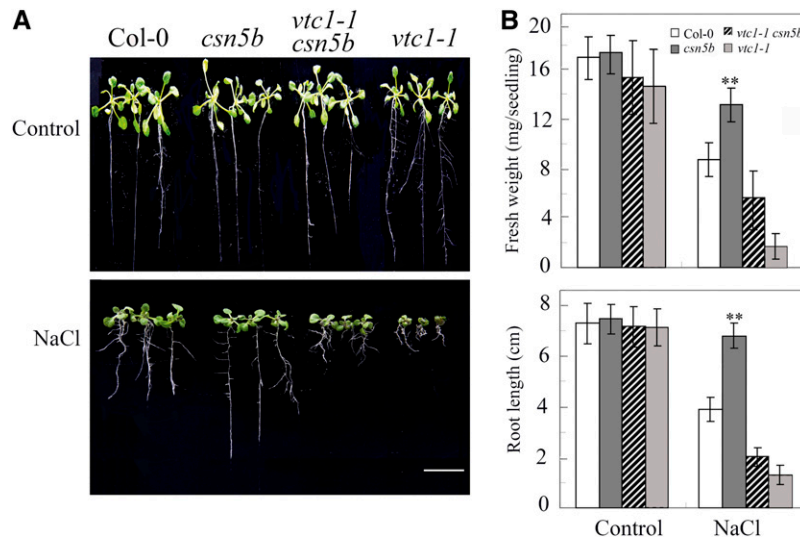 A
Col-0 csn5b vtc1-1 csn5b vtc1-1
Control
NaCl
B
Col-0 vtc1-1 csn5b
csn5b vtc1-1
Fresh weight (mg/seedling)
20
16
12
8
4
0
**
Root length (cm)
8
6
4
2
0
**
Control NaCl